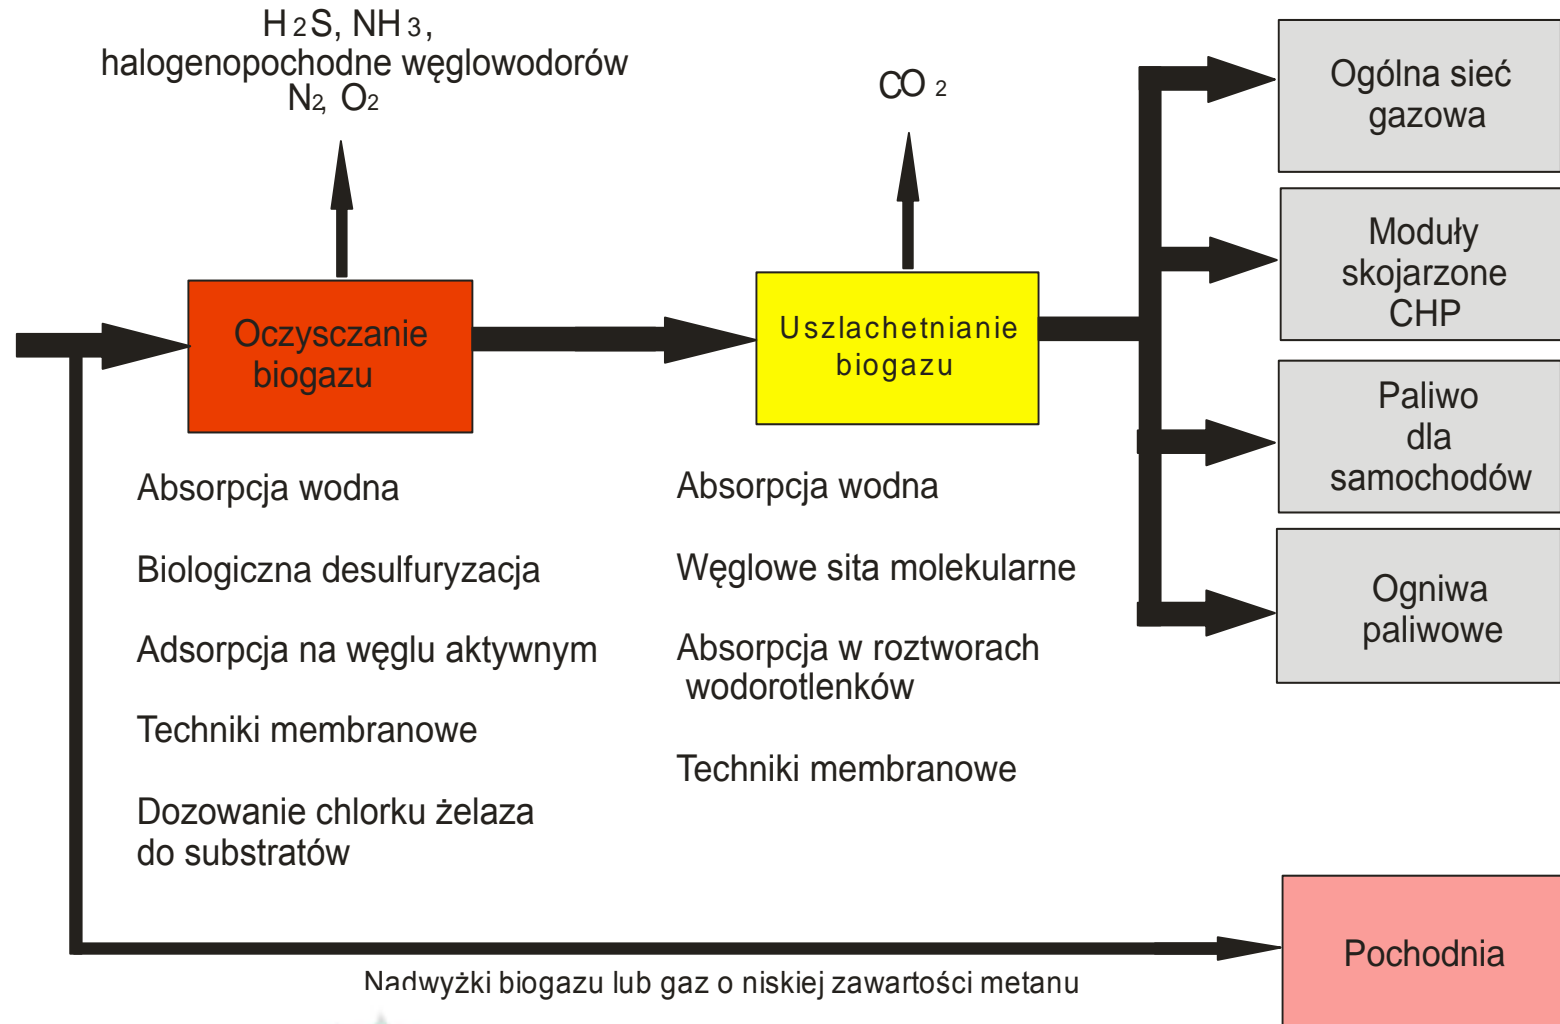 H2S, NH3,
halogenopochodne węglowodorów
N2, O2
CO2
Ogólna sieć
gazowa
Moduły
skojarzone
CHP
Paliwo
dla
samochodów
Ogniwa
paliwowe
Oczysczanie
biogazu
Uszlachetnianie
biogazu
Absorpcja wodna
Biologiczna desulfuryzacja
Adsorpcja na węglu aktywnym
Techniki membranowe
Dozowanie chlorku żelaza
do substratów
Absorpcja wodna
Węglowe sita molekularne
Absorpcja w roztworach
wodorotlenków
Techniki membranowe
Pochodnia
Nadwyżki biogazu lub gaz o niskiej zawartości metanu